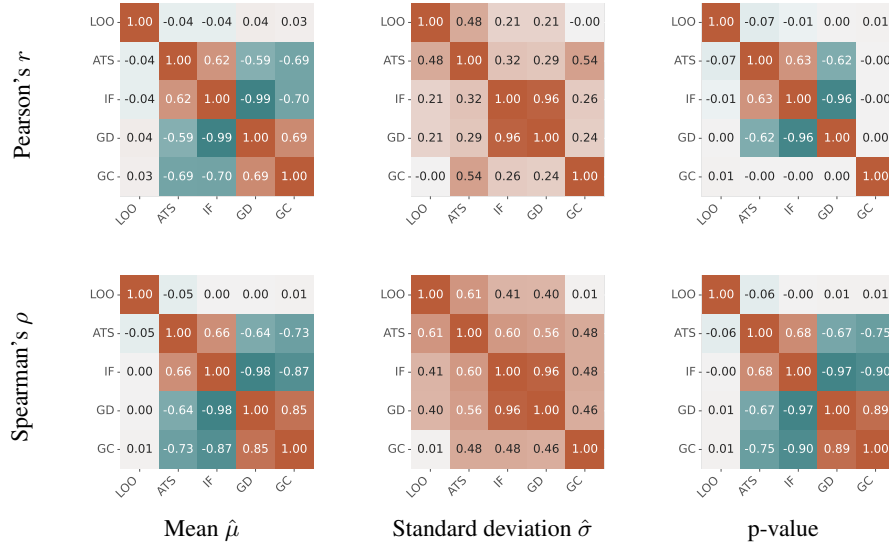 Pearson's r
LOO 1.00 -0.04 -0.04 0.04 0.03
ATS -0.04 1.00 0.62 -0.59 -0.69
IF -0.04 0.62 1.00 -0.99 -0.70
GD 0.04 -0.59 -0.99 1.00 0.69
GC 0.03 -0.69 -0.70 0.69 1.00
LOO ATS IF GD GC
LOO 1.00 0.48 0.21 0.21 -0.00
ATS 0.48 1.00 0.32 0.29 0.54
IF 0.21 0.32 1.00 0.96 0.26
GD 0.21 0.29 0.96 1.00 0.24
GC -0.00 0.54 0.26 0.24 1.00
LOO ATS IF GD GC
LOO 1.00 -0.07 -0.01 0.00 0.01
ATS -0.07 1.00 0.63 -0.62 -0.00
IF -0.01 0.63 1.00 -0.96 -0.00
GD 0.00 -0.62 -0.96 1.00 0.00
GC 0.01 -0.00 -0.00 0.00 1.00
LOO ATS IF GD GC
Spearman's ρ
LOO 1.00 -0.05 0.00 0.00 0.01
ATS -0.05 1.00 0.66 -0.64 -0.73
IF 0.00 0.66 1.00 -0.98 -0.87
GD 0.00 -0.64 -0.98 1.00 0.85
GC 0.01 -0.73 -0.87 0.85 1.00
LOO ATS IF GD GC
LOO 1.00 0.61 0.41 0.40 0.01
ATS 0.61 1.00 0.60 0.56 0.48
IF 0.41 0.60 1.00 0.96 0.48
GD 0.40 0.56 0.96 1.00 0.46
GC 0.01 0.48 0.48 0.46 1.00
LOO ATS IF GD GC
LOO 1.00 -0.06 -0.00 0.01 0.01
ATS -0.06 1.00 0.68 -0.67 -0.75
IF -0.00 0.68 1.00 -0.97 -0.90
GD 0.01 -0.67 -0.97 1.00 0.89
GC 0.01 -0.75 -0.90 0.89 1.00
LOO ATS IF GD GC
Mean μ̂
Standard deviation σ̂
p-value